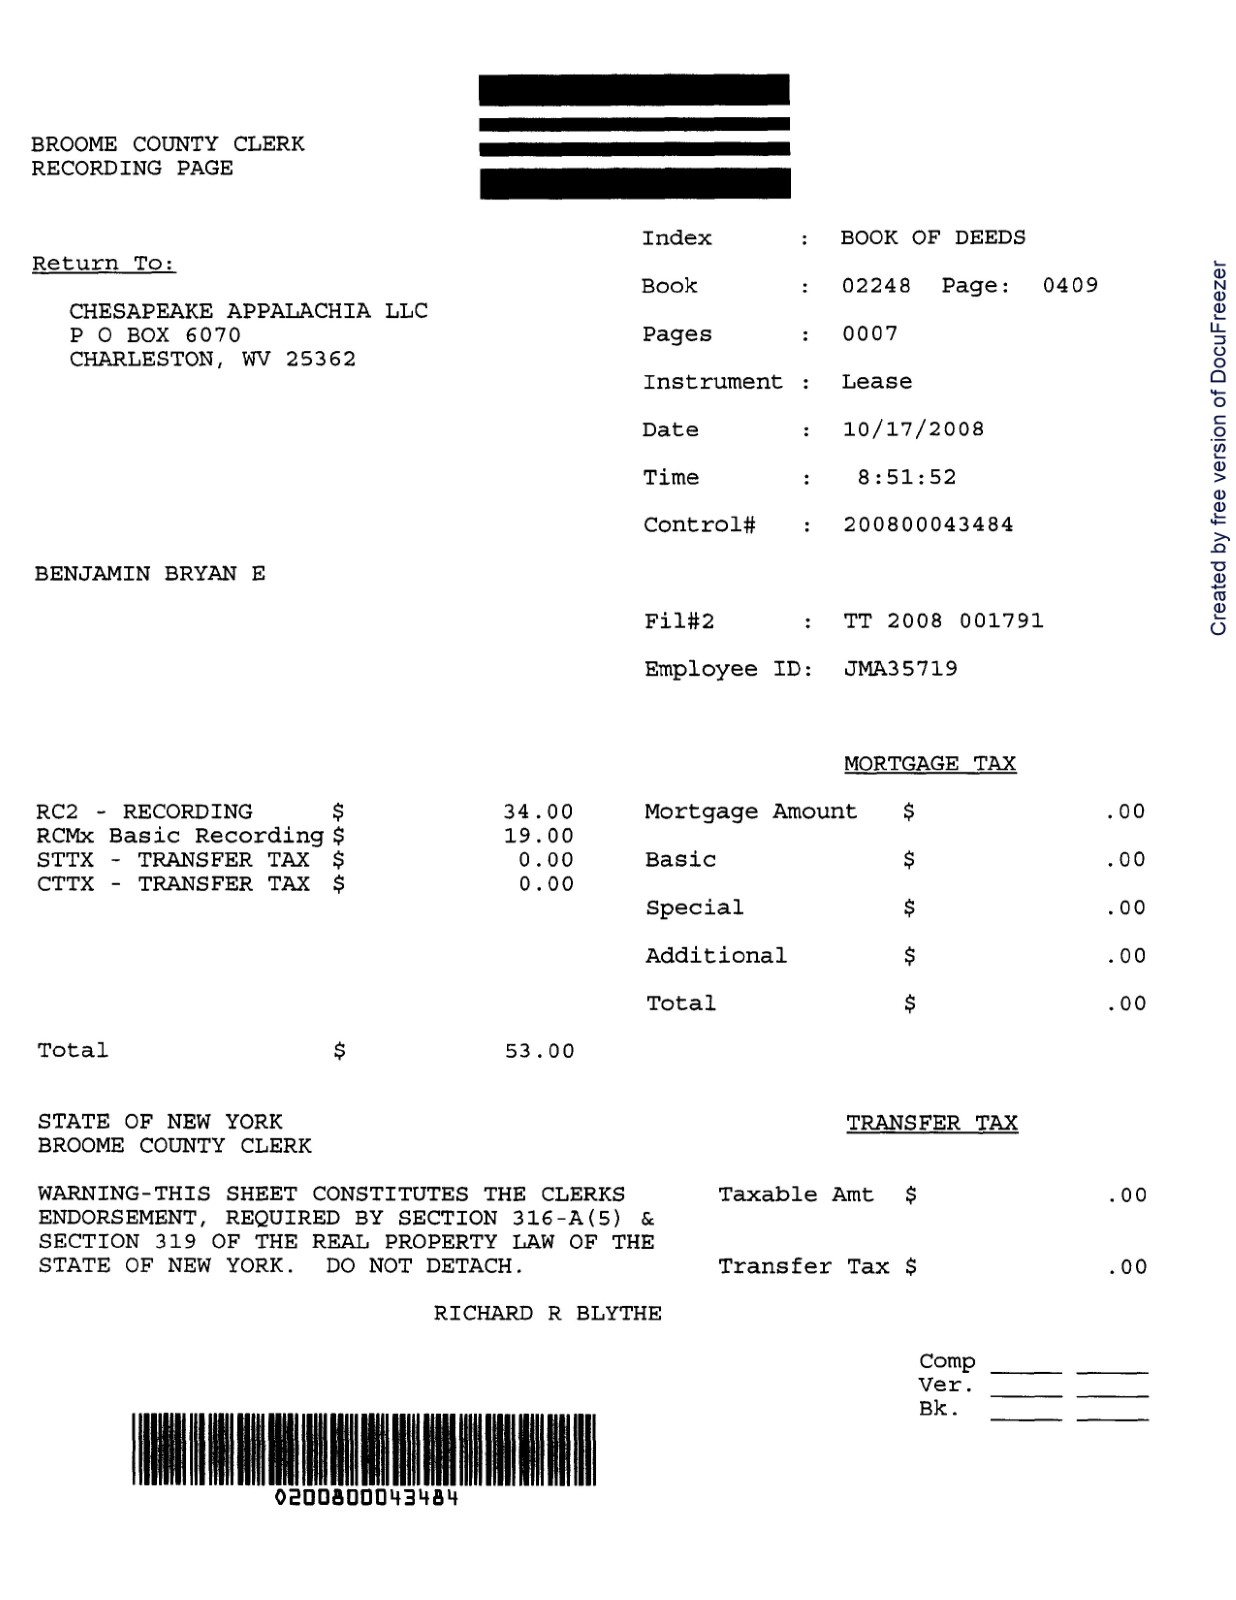 BROOME COUNTY CLERK
RECORDING PAGE
Return To:
CHESAPEAKE APPALACHIA LLC
P O BOX 6070
CHARLESTON, WV 25362
Index : BOOK OF DEEDS
Book : 02248 Page: 0409
Pages : 0007
Instrument : Lease
Date : 10/17/2008
Time : 8:51:52
Control# : 200800043484
BENJAMIN BRYAN E
Fil#2 : TT 2008 001791
Employee ID: JMA35719
MORTGAGE TAX
RC2 - RECORDING $ 34.00
RCMx Basic Recording $ 19.00
STTX - TRANSFER TAX $ 0.00
CTTX - TRANSFER TAX $ 0.00
Mortgage Amount $ .00
Basic $ .00
Special $ .00
Additional $ .00
Total $ .00
Total $ 53.00
STATE OF NEW YORK
BROOME COUNTY CLERK
WARNING-THIS SHEET CONSTITUTES THE CLERKS
ENDORSEMENT, REQUIRED BY SECTION 316-A(5) &
SECTION 319 OF THE REAL PROPERTY LAW OF THE
STATE OF NEW YORK. DO NOT DETACH.
TRANSFER TAX
Taxable Amt $ .00
Transfer Tax $ .00
RICHARD R BLYTHE
Comp
Ver.
Bk.
0200800043484
Created by free version of DocuFreezer